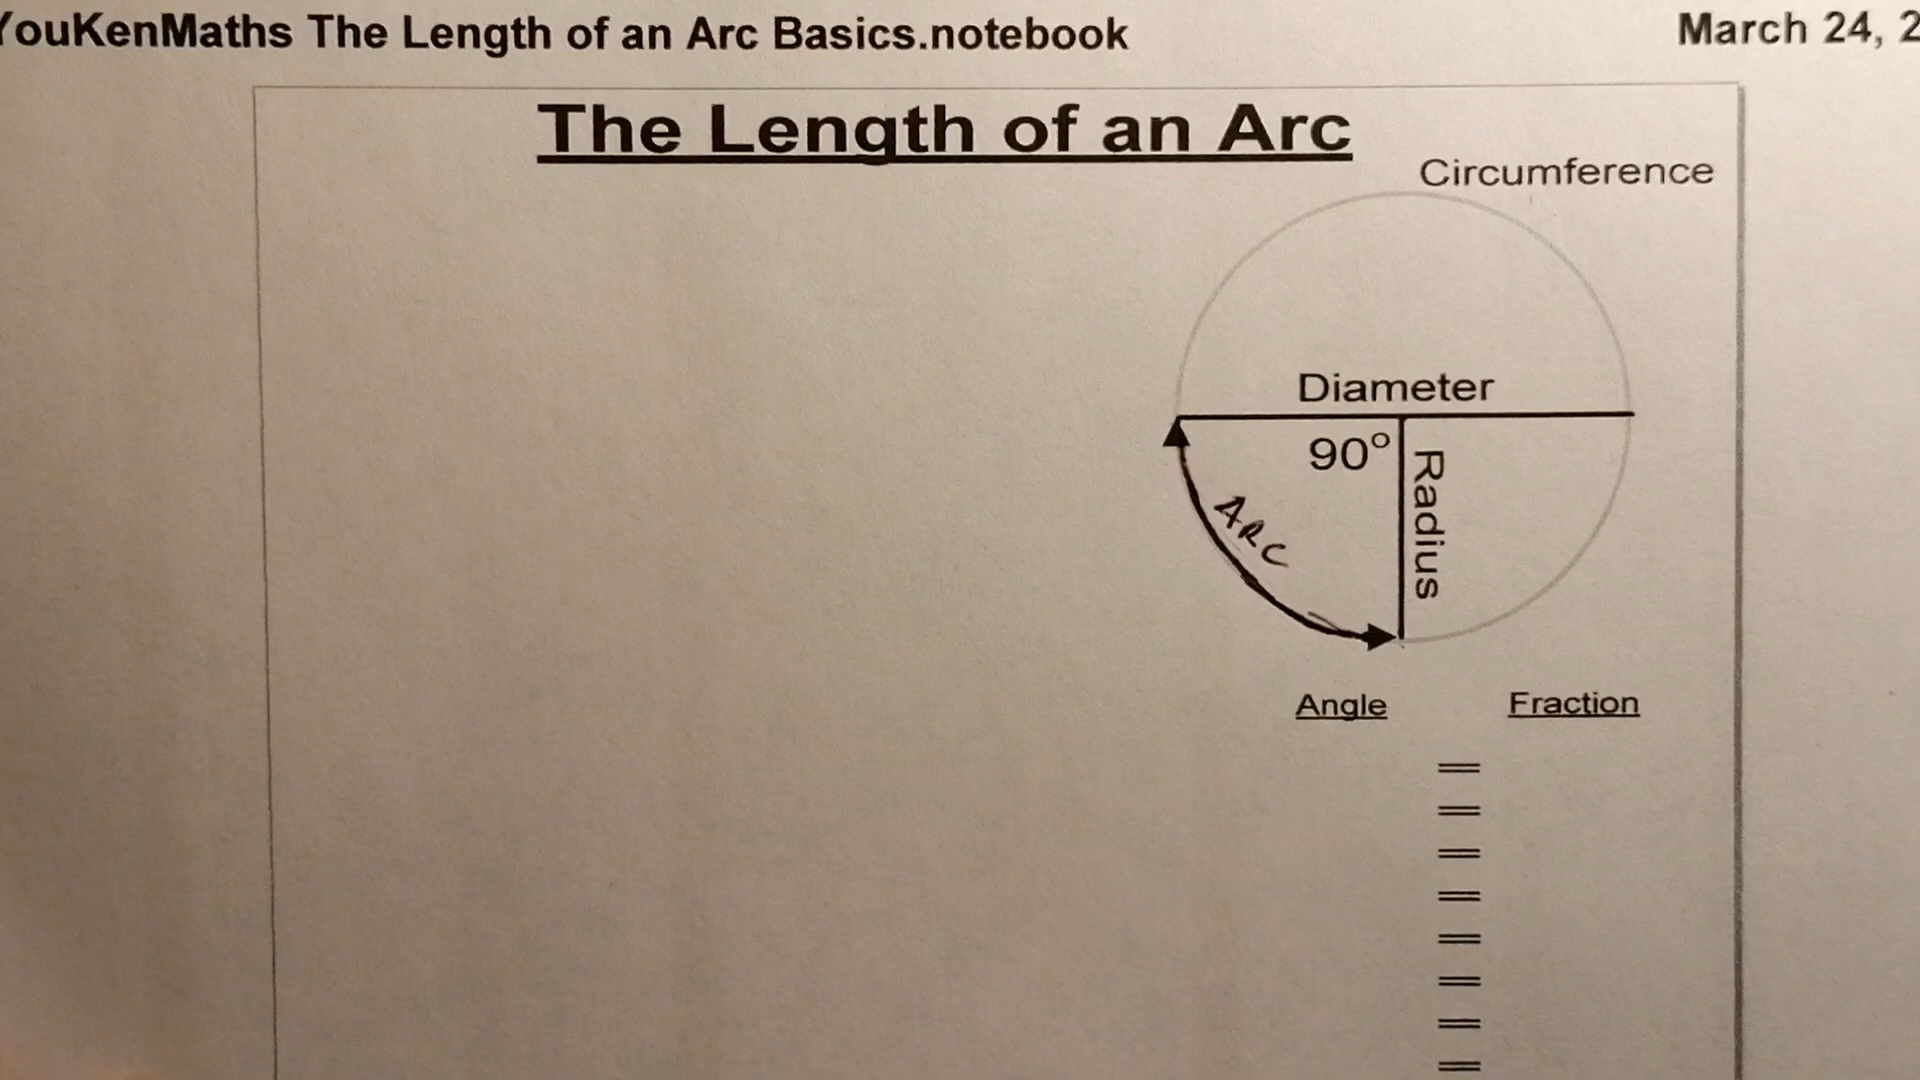 YouKenMaths The Length of an Arc Basics.notebook
March 24, 2
The Length of an Arc
Circumference
Diameter
90°
Radius
ARC
Angle Fraction
=
=
=
=
=
=
=
=